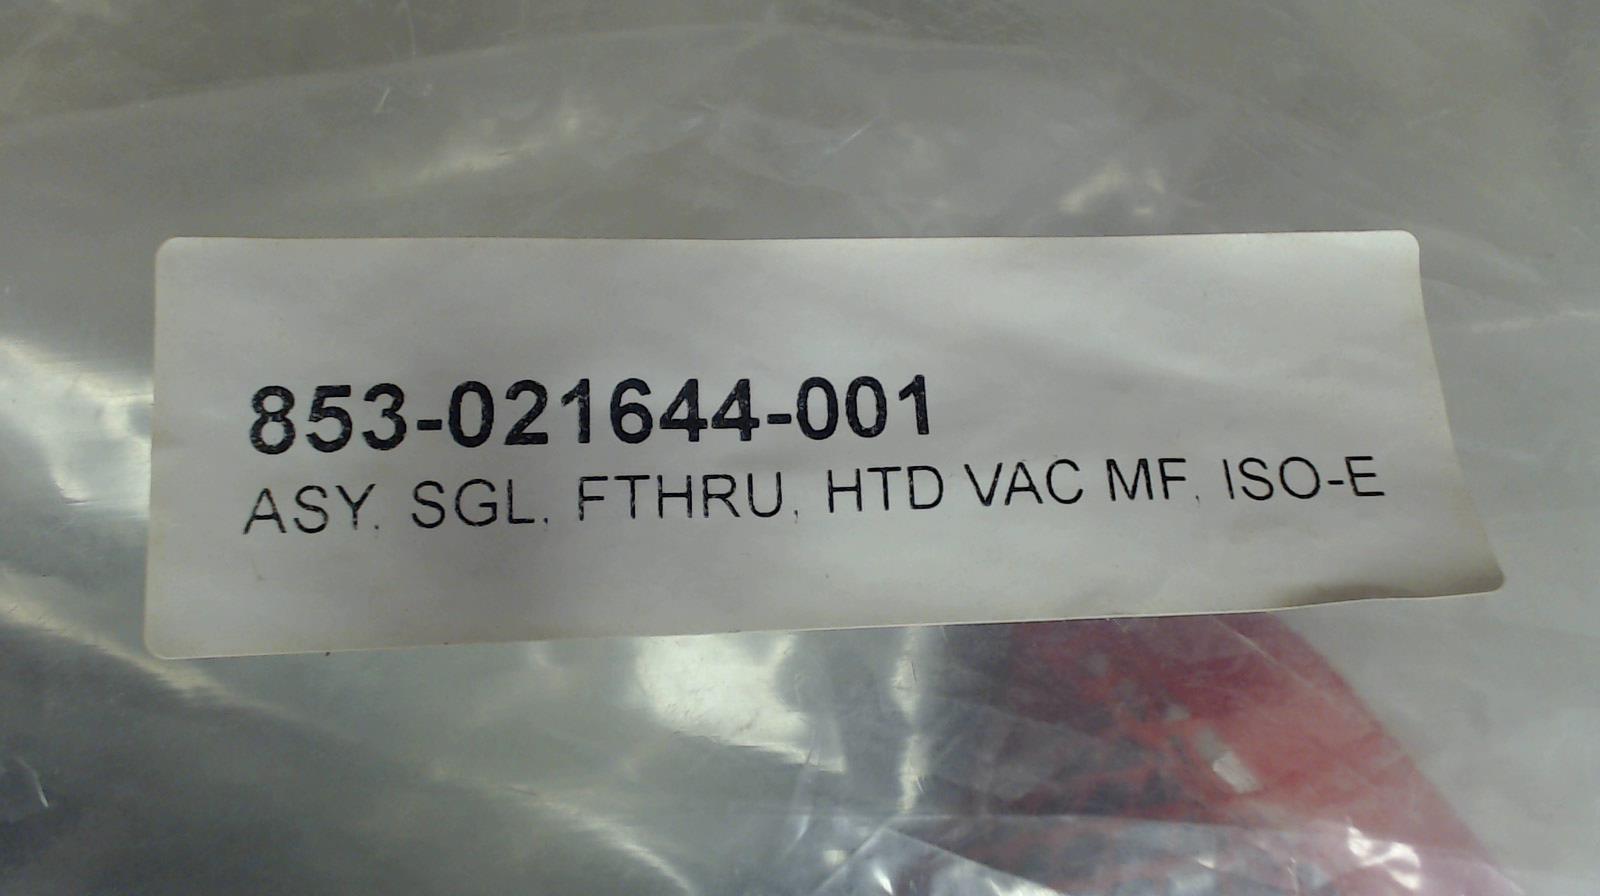 853-021644-001
ASY, SGL, FTHRU, HTD VAC MF, ISO-E